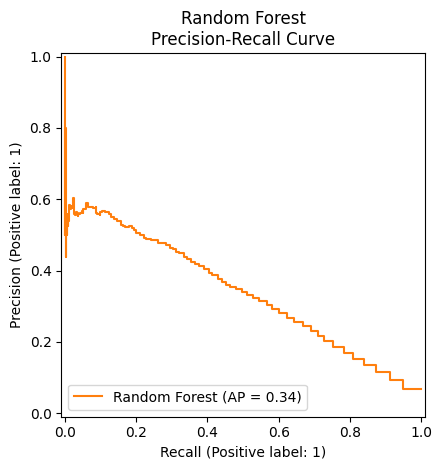 Random Forest
Precision-Recall Curve
Precision (Positive label: 1)
1.0
0.8
0.6
0.4
0.2
0.0
Random Forest (AP = 0.34)
0.0 0.2 0.4 0.6 0.8 1.0
Recall (Positive label: 1)